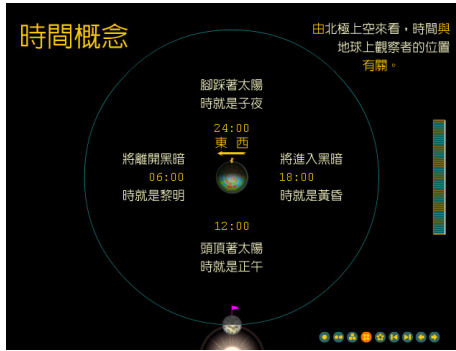 時間概念
由北極上空來看，時間與
地球上觀察者的位置
有關。
腳踩著太陽
時就是子夜
24:00
東 西
將離開黑暗
06:00
時就是黎明
將進入黑暗
18:00
時就是黃昏
12:00
頭頂著太陽
時就是正午